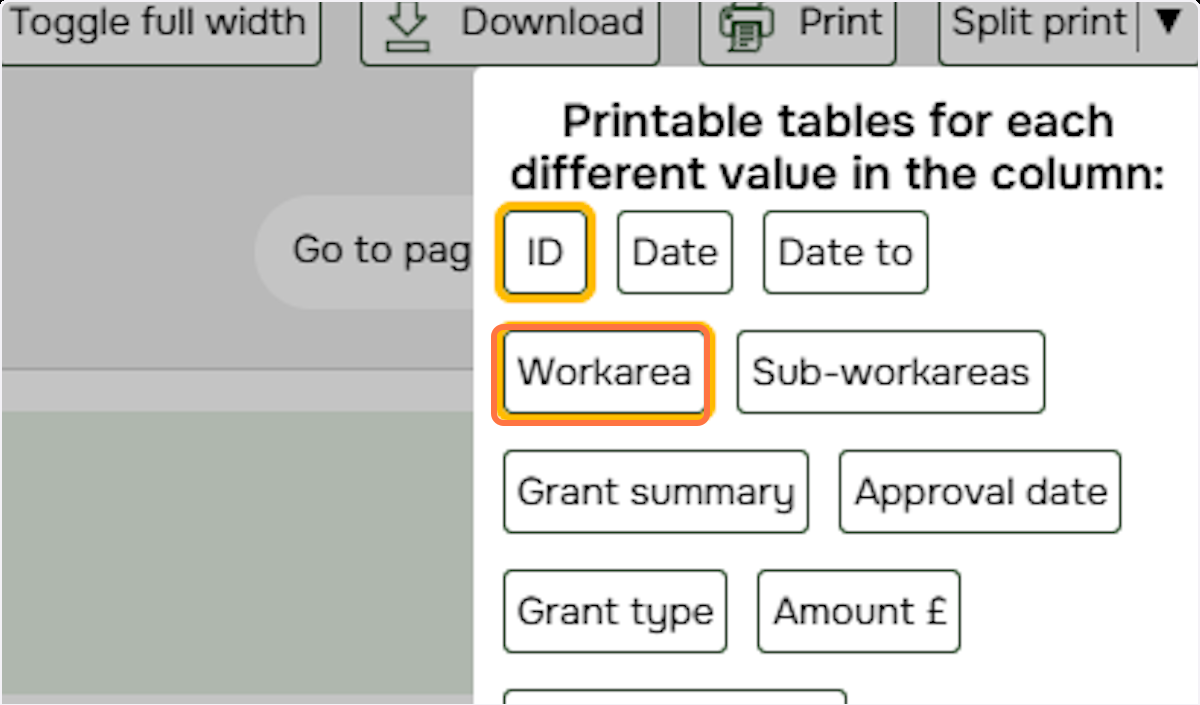 Toggle full width Download Print Split print ▼
Printable tables for each
different value in the column:
Go to pag
ID Date Date to
Workarea Sub-workareas
Grant summary Approval date
Grant type Amount £